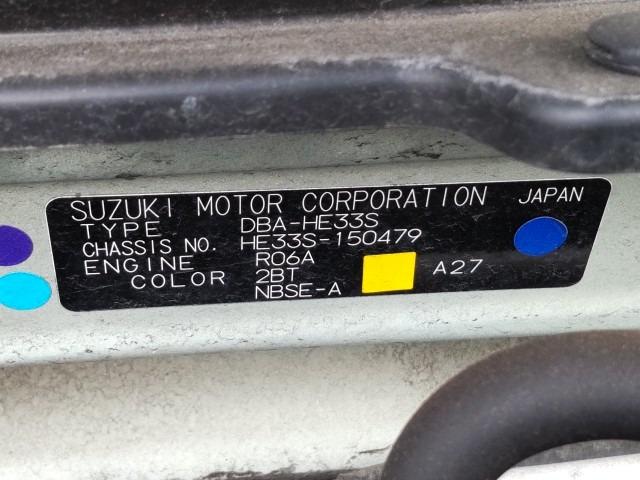 SUZUKI MOTOR CORPORATION JAPAN
TYPE DBA-HE33S
CHASSIS NO. HE33S-150479
ENGINE R06A
COLOR 2BT A27
NBSE-A